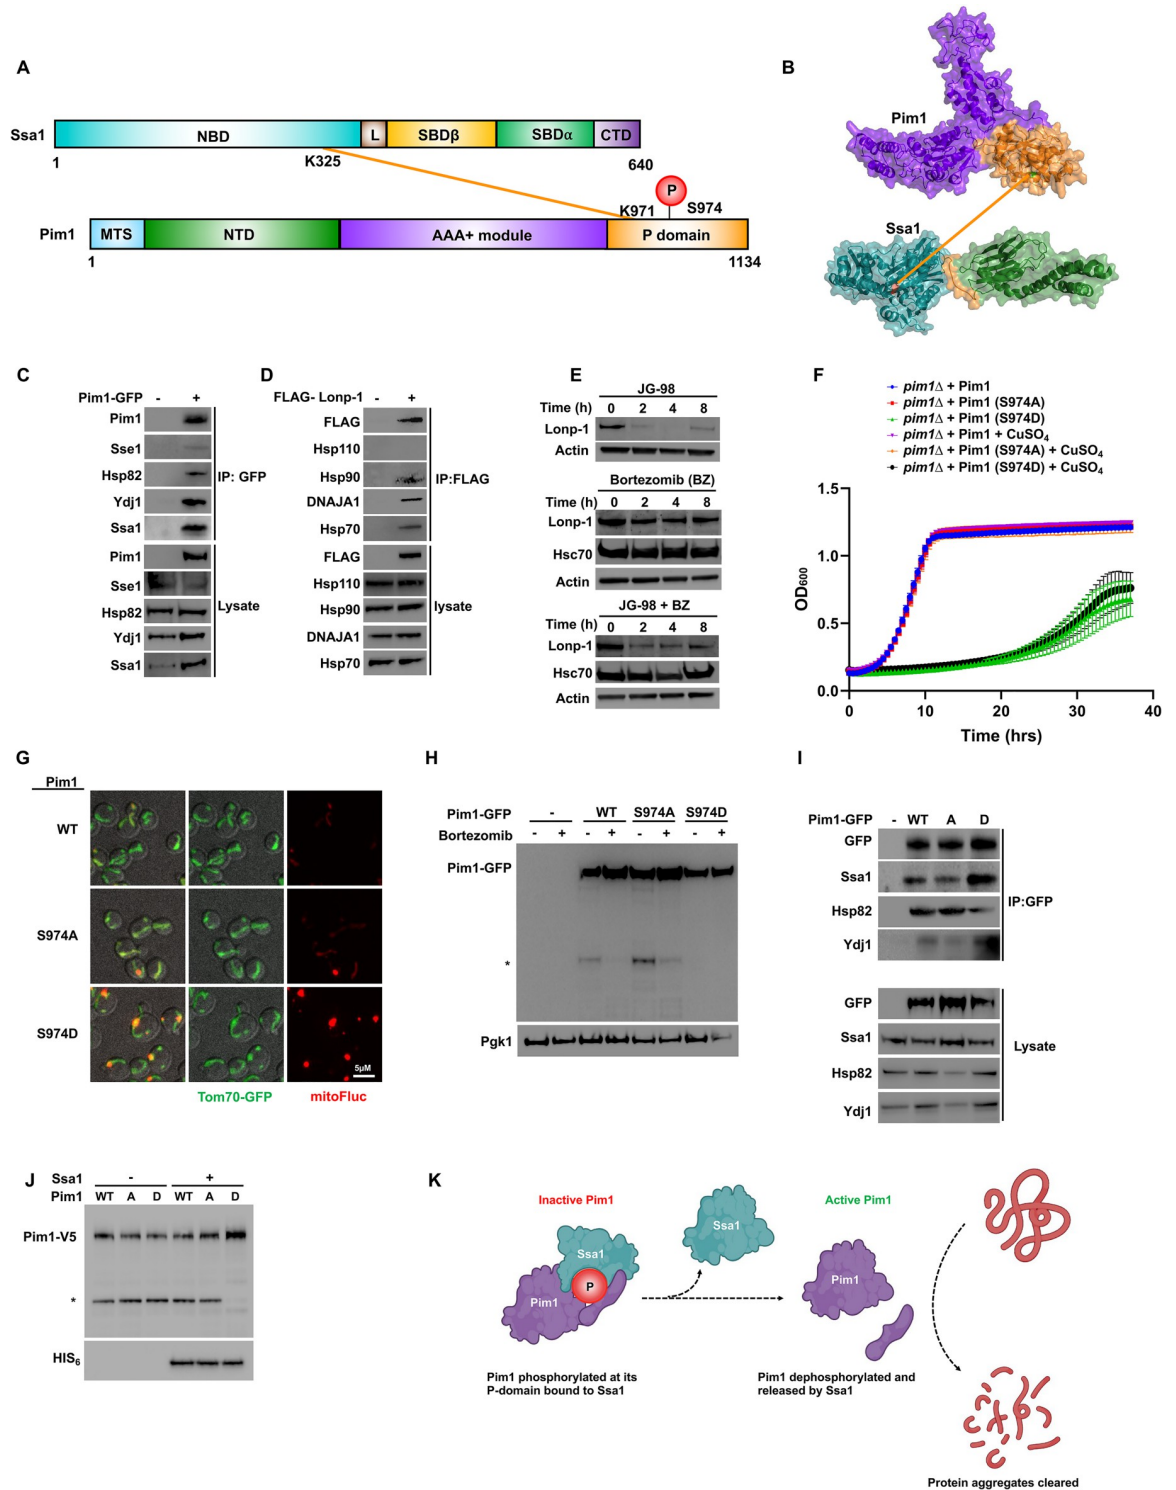 A
Ssa1
NBD
L
SBDβ
SBDα
CTD
1
K325
640
P
K971
S974
Pim1
MTS
NTD
AAA+ module
P domain
1
1134
B
Pim1
Ssa1
C
Pim1-GFP
-
+
Pim1
Sse1
Hsp82
Ydj1
Ssa1
IP: GFP
Pim1
Sse1
Hsp82
Ydj1
Ssa1
Lysate
D
FLAG- Lonp-1
-
+
FLAG
Hsp110
Hsp90
DNAJA1
Hsp70
IP:FLAG
FLAG
Hsp110
Hsp90
DNAJA1
Hsp70
lysate
E
JG-98
Time (h) 0 2 4 8
Lonp-1
Actin
Bortezomib (BZ)
Time (h) 0 2 4 8
Lonp-1
Hsc70
Actin
JG-98 + BZ
Time (h) 0 2 4 8
Lonp-1
Hsc70
Actin
F
pim1Δ + Pim1
pim1Δ + Pim1 (S974A)
pim1Δ + Pim1 (S974D)
pim1Δ + Pim1 + CuSO₄
pim1Δ + Pim1 (S974A) + CuSO₄
pim1Δ + Pim1 (S974D) + CuSO₄
1.5
1.0
0.5
0.0
OD₆₀₀
0 10 20 30 40
Time (hrs)
G
Pim1
WT
S974A
S974D
5µM
Tom70-GFP
mitoFluc
H
Pim1-GFP - WT S974A S974D
Bortezomib - + - + - + - +
Pim1-GFP
*
Pgk1
I
Pim1-GFP - WT A D
GFP
Ssa1
Hsp82
Ydj1
IP:GFP
GFP
Ssa1
Hsp82
Ydj1
Lysate
J
Ssa1 - +
Pim1 WT A D WT A D
Pim1-V5
*
HIS₆
K
Inactive Pim1
Active Pim1
Ssa1
Ssa1
P
Pim1
Pim1
Pim1 phosphorylated at its
P-domain bound to Ssa1
Pim1 dephosphorylated and
released by Ssa1
Protein aggregates cleared